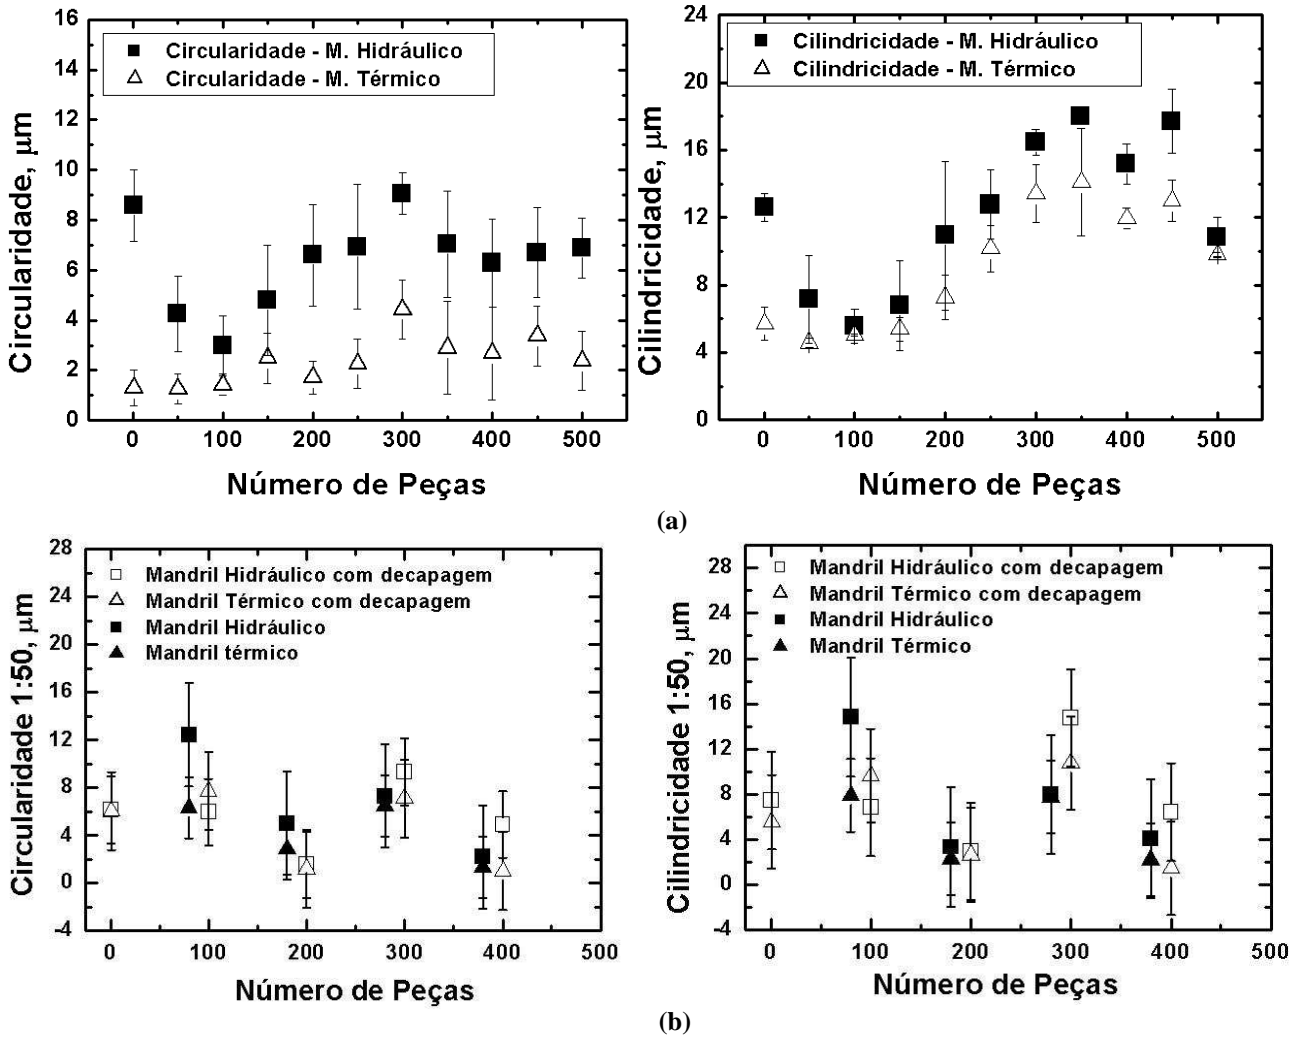 16
14
12
10
8
6
4
2
0
Circularidade, μm
Circularidade - M. Hidráulico
Circularidade - M. Térmico
0 100 200 300 400 500
Número de Peças
24
20
16
12
8
4
0
Cilindricidade, μm
Cilindricidade - M. Hidráulico
Cilindricidade - M. Térmico
0 100 200 300 400 500
Número de Peças
(a)
28
24
20
16
12
8
4
0
-4
Circularidade 1:50, μm
Mandril Hidráulico com decapagem
Mandril Térmico com decapagem
Mandril Hidráulico
Mandril térmico
0 100 200 300 400 500
Número de Peças
28
24
20
16
12
8
4
0
-4
Cilindricidade 1:50, μm
Mandril Hidráulico com decapagem
Mandril Térmico com decapagem
Mandril Hidráulico
Mandril Térmico
0 100 200 300 400 500
Número de Peças
(b)